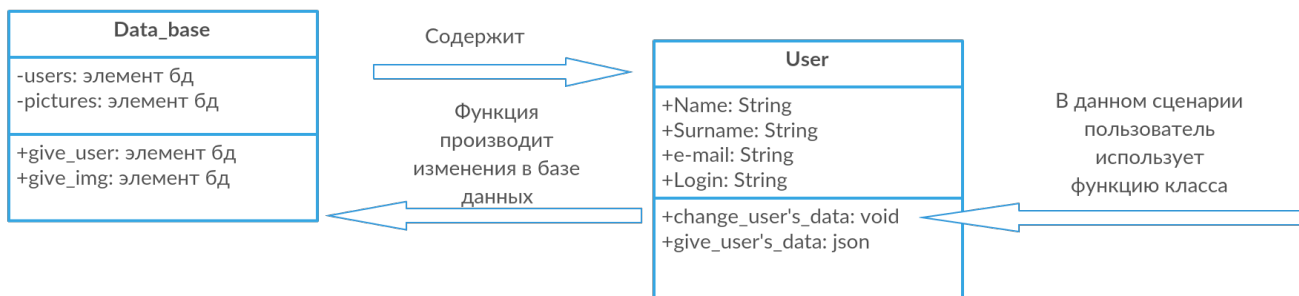 Data_base
-users: элемент бд
-pictures: элемент бд
+give_user: элемент бд
+give_img: элемент бд
Содержит
Функция
производит
изменения в базе
данных
User
+Name: String
+Surname: String
+e-mail: String
+Login: String
+change_user's_data: void
+give_user's_data: json
В данном сценарии
пользователь
использует
функцию класса